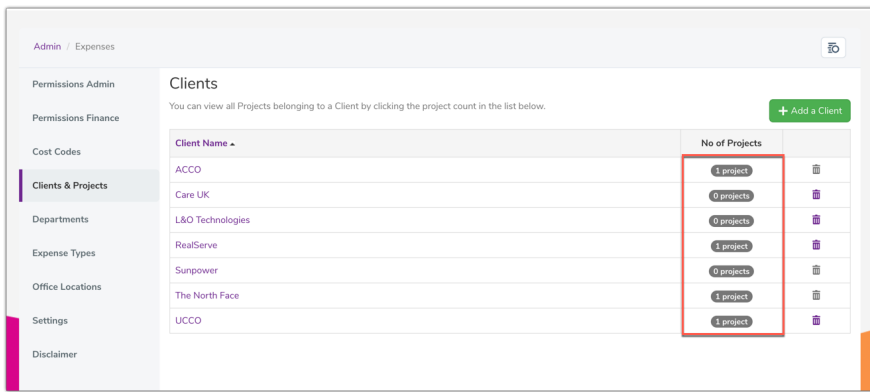 Admin / Expenses
Permissions Admin
Permissions Finance
Cost Codes
Clients & Projects
Departments
Expense Types
Office Locations
Settings
Disclaimer
Clients
You can view all Projects belonging to a Client by clicking the project count in the list below.
+ Add a Client
Client Name No of Projects
ACCO 1 project
Care UK 0 projects
L&O Technologies 0 projects
RealServe 1 project
Sunpower 0 projects
The North Face 1 project
UCCO 1 project